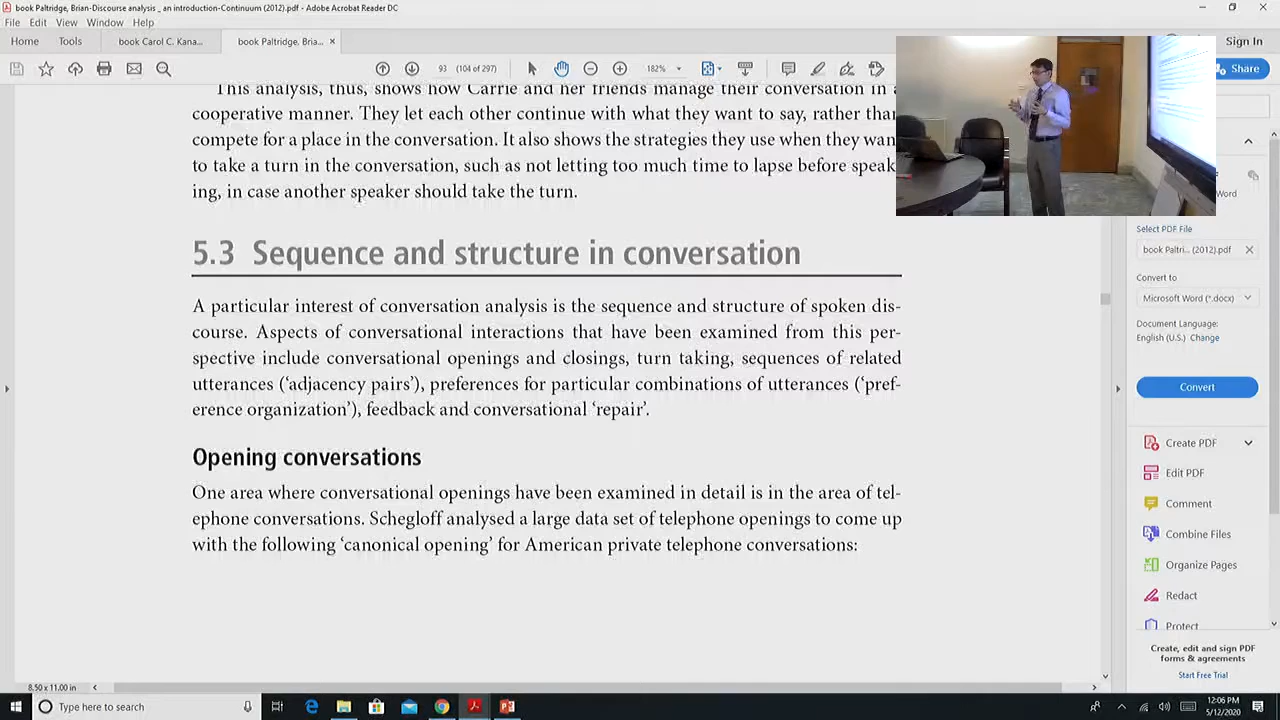 book Paltridge, Brian-Discourse analysis _ an introduction-Continuum (2012).pdf - Adobe Acrobat Reader DC
File Edit View Window Help
Home Tools book Carol C. Kana... book Paltridge, Bria... ×
Sign In
93 (104 of 182%
Share
This analysis, thus, shows how Carrie and her friends manage their conversation in a
cooperative manner. They let each other continue with what they want to say, rather than
compete for a place in the conversation. It also shows the strategies they use when they want
to take a turn in the conversation, such as not letting too much time to lapse before speak-
ing, in case another speaker should take the turn.
5.3 Sequence and structure in conversation
A particular interest of conversation analysis is the sequence and structure of spoken dis-
course. Aspects of conversational interactions that have been examined from this per-
spective include conversational openings and closings, turn taking, sequences of related
utterances (‘adjacency pairs’), preferences for particular combinations of utterances (‘pref-
erence organization’), feedback and conversational ‘repair’.
Opening conversations
One area where conversational openings have been examined in detail is in the area of tel-
ephone conversations. Schegloff analysed a large data set of telephone openings to come up
with the following ‘canonical opening’ for American private telephone conversations:
Word
Select PDF File
book Paltri... (2012).pdf ×
Convert to
Microsoft Word (*.docx)
Document Language:
English (U.S.) Change
Convert
Create PDF
Edit PDF
Comment
Combine Files
Organize Pages
Redact
Protect
Create, edit and sign PDF
forms & agreements
Start Free Trial
8.50 x 11.00 in
Type here to search
12:06 PM
5/12/2020